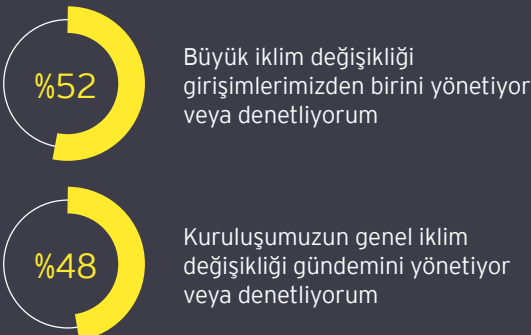 %52
Büyük iklim değişikliği
girişimlerimizden birini yönetiyor
veya denetliyorum
%48
Kuruluşumuzun genel iklim
değişikliği gündemini yönetiyor
veya denetliyorum